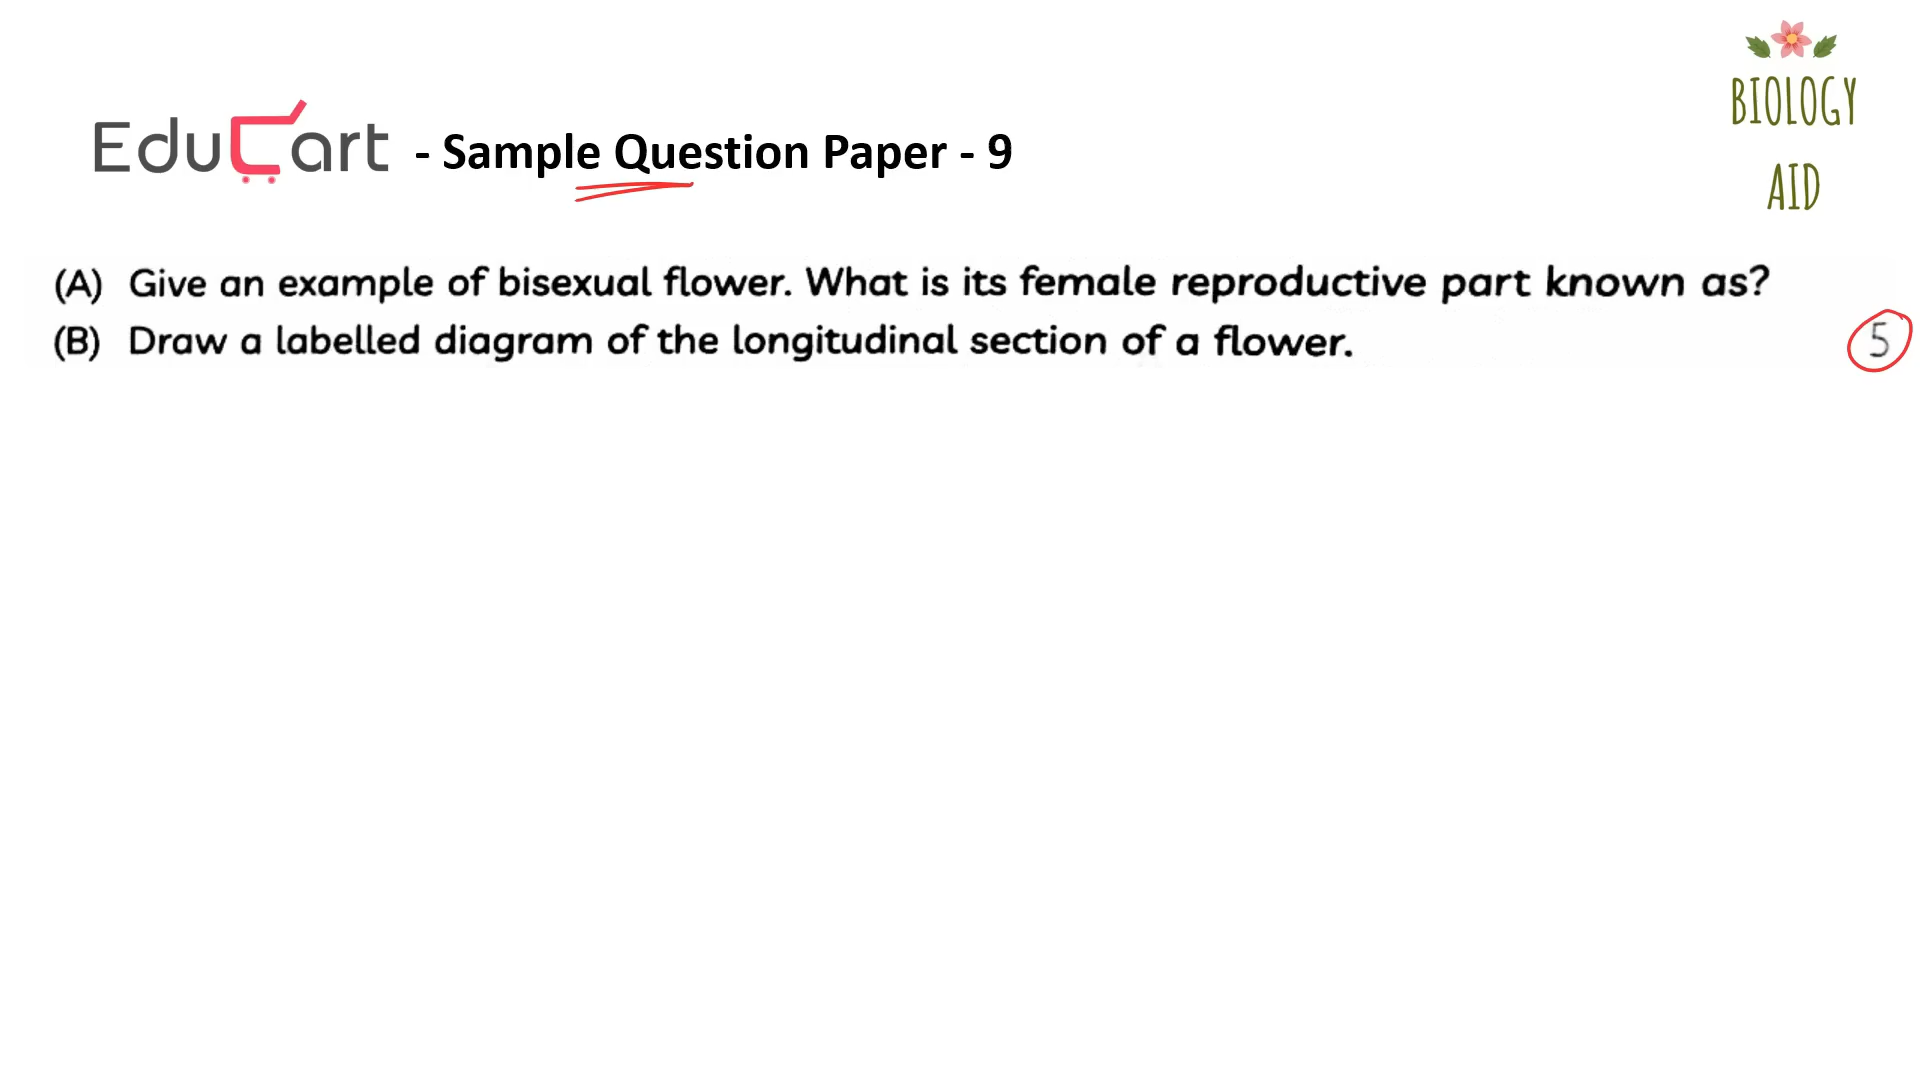 BIOLOGY
AID
EduCart - Sample Question Paper - 9
(A) Give an example of bisexual flower. What is its female reproductive part known as?
(B) Draw a labelled diagram of the longitudinal section of a flower. 5